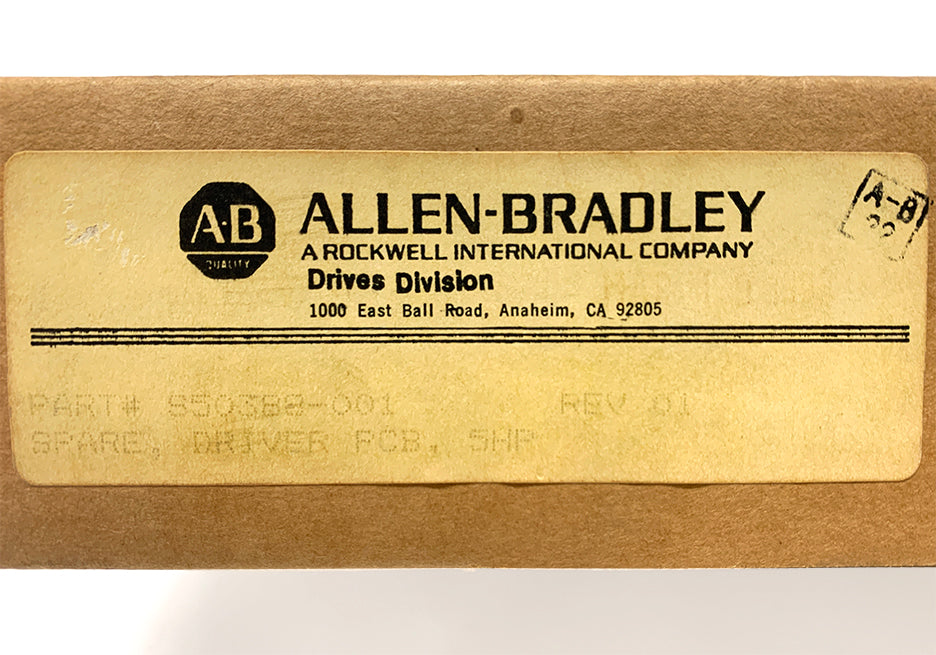 A·B
QUALITY
ALLEN-BRADLEY
A ROCKWELL INTERNATIONAL COMPANY
Drives Division
1000 East Ball Road, Anaheim, CA 92805
A-B
PART# 850388-001 REV 01
SPARE, DRIVER PCB, 5HP